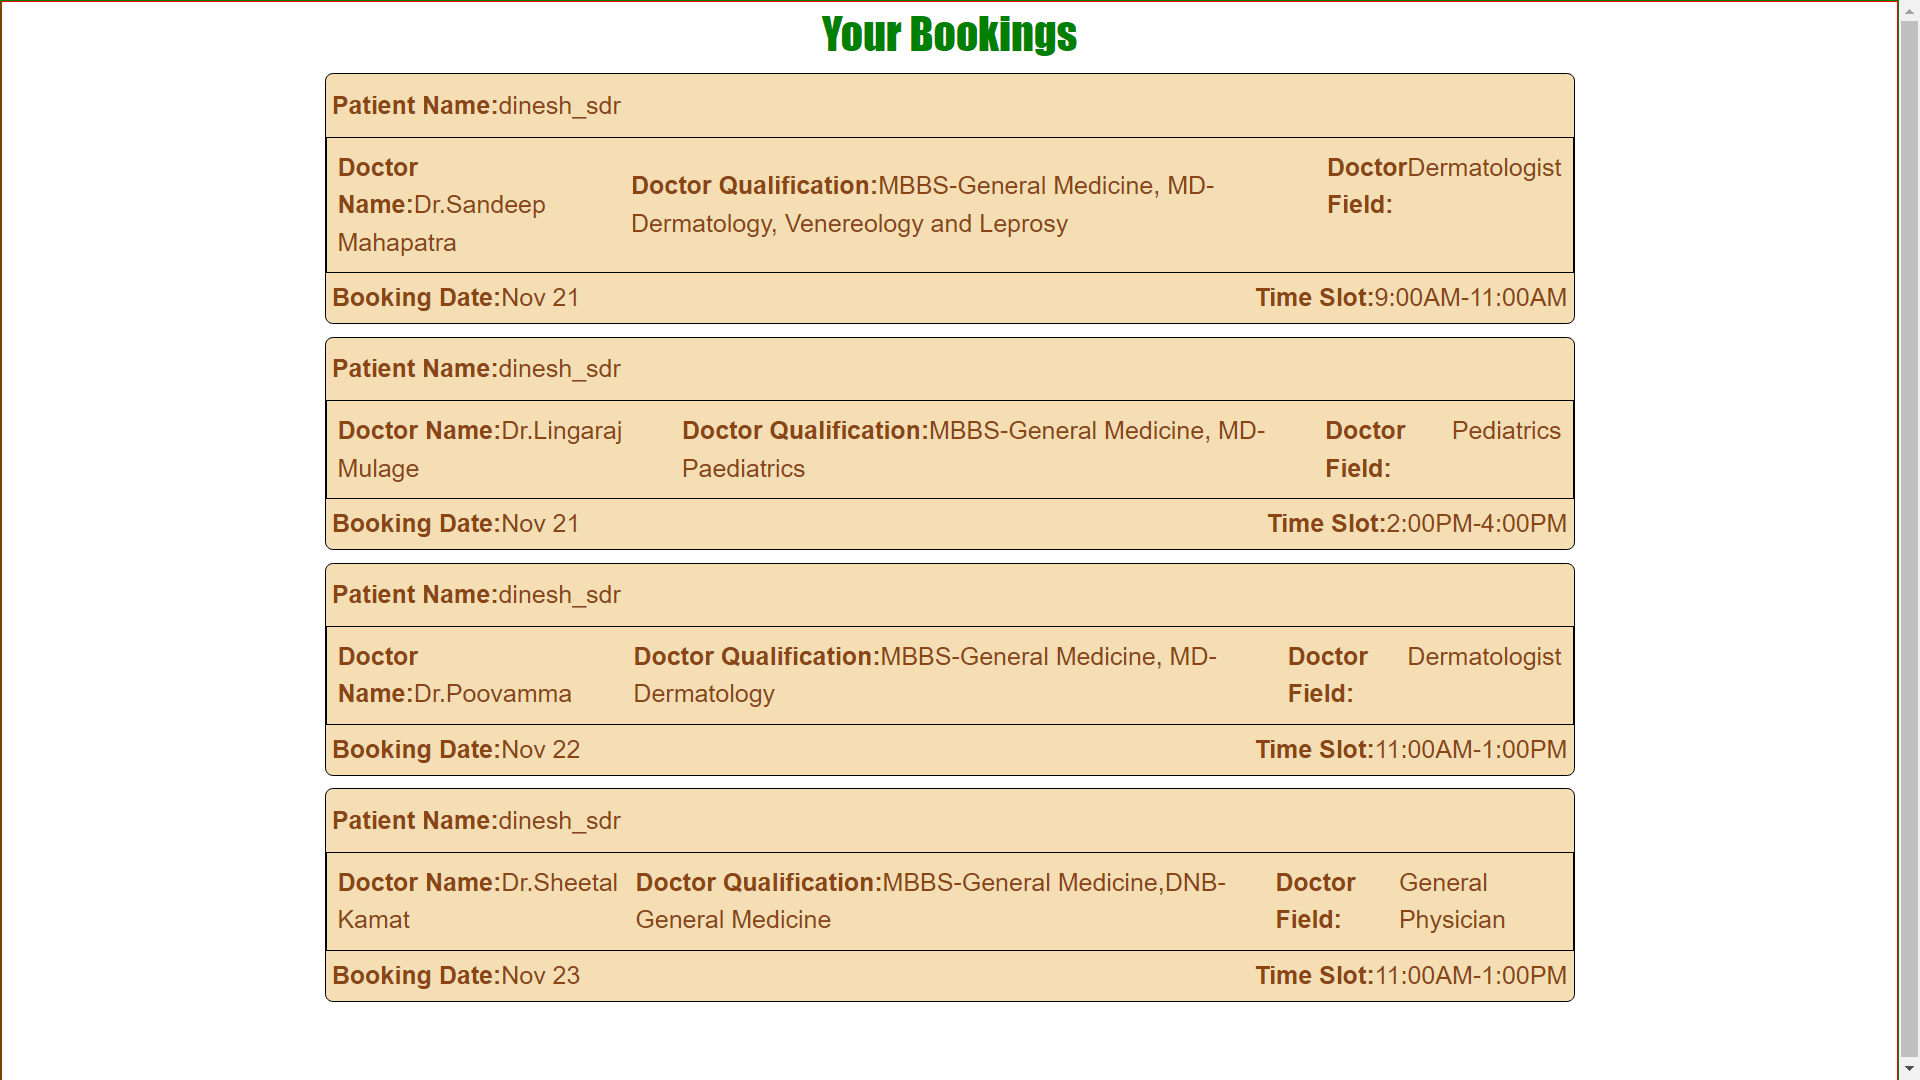 Your Bookings
Patient Name:dinesh_sdr
Doctor
Name:Dr.Sandeep
Mahapatra
Doctor Qualification:MBBS-General Medicine, MD-
Dermatology, Venereology and Leprosy
Doctor
Field:
Dermatologist
Booking Date:Nov 21
Time Slot:9:00AM-11:00AM
Patient Name:dinesh_sdr
Doctor Name:Dr.Lingaraj
Mulage
Doctor Qualification:MBBS-General Medicine, MD-
Paediatrics
Doctor
Field:
Pediatrics
Booking Date:Nov 21
Time Slot:2:00PM-4:00PM
Patient Name:dinesh_sdr
Doctor
Name:Dr.Poovamma
Doctor Qualification:MBBS-General Medicine, MD-
Dermatology
Doctor
Field:
Dermatologist
Booking Date:Nov 22
Time Slot:11:00AM-1:00PM
Patient Name:dinesh_sdr
Doctor Name:Dr.Sheetal
Kamat
Doctor Qualification:MBBS-General Medicine,DNB-
General Medicine
Doctor
Field:
General
Physician
Booking Date:Nov 23
Time Slot:11:00AM-1:00PM